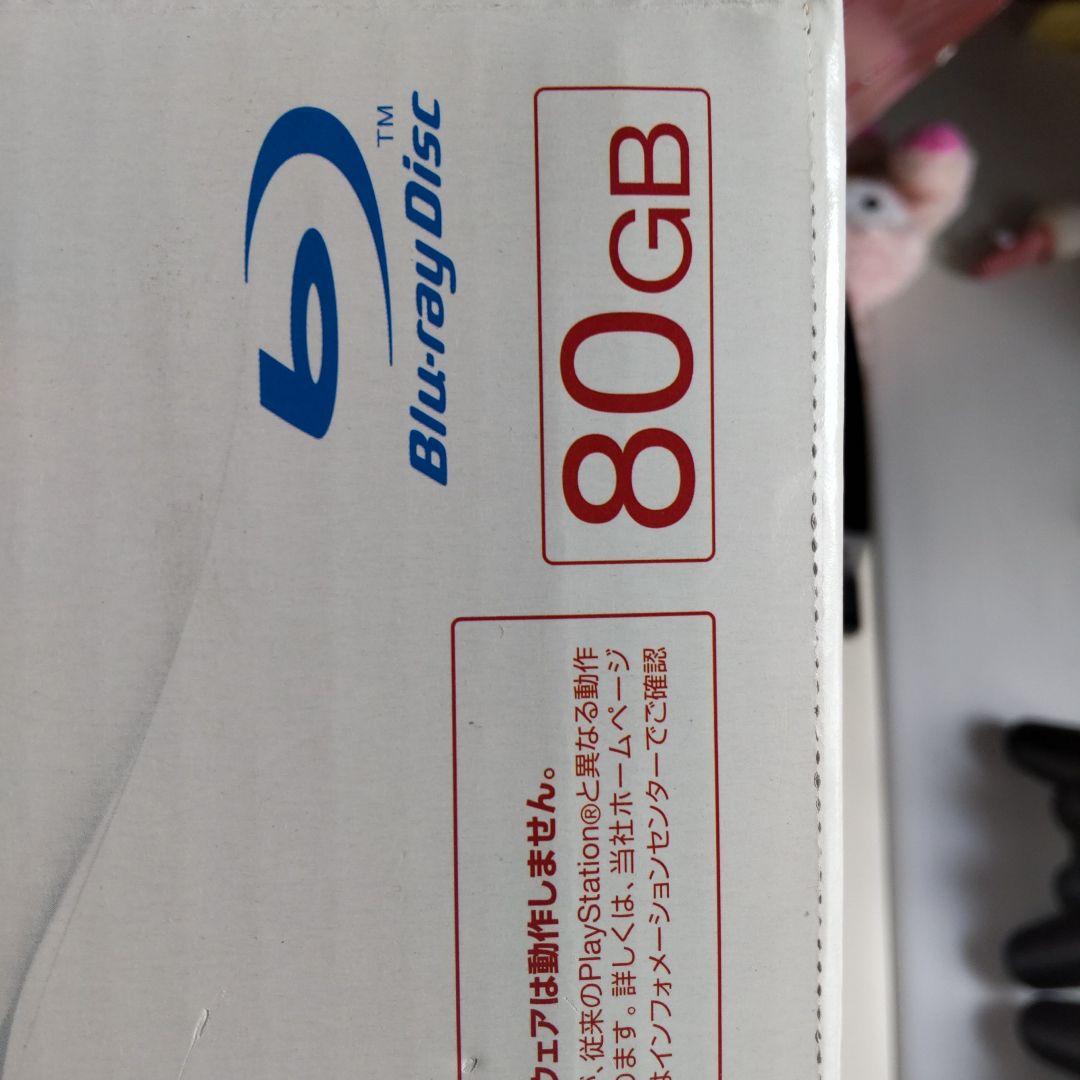 Blu-ray Disc
TM
80GB
ウェアは動作しません。
、従来のPlayStation®と異なる動作
ります。詳しくは、当社ホームページ
はインフォメーションセンターでご確認